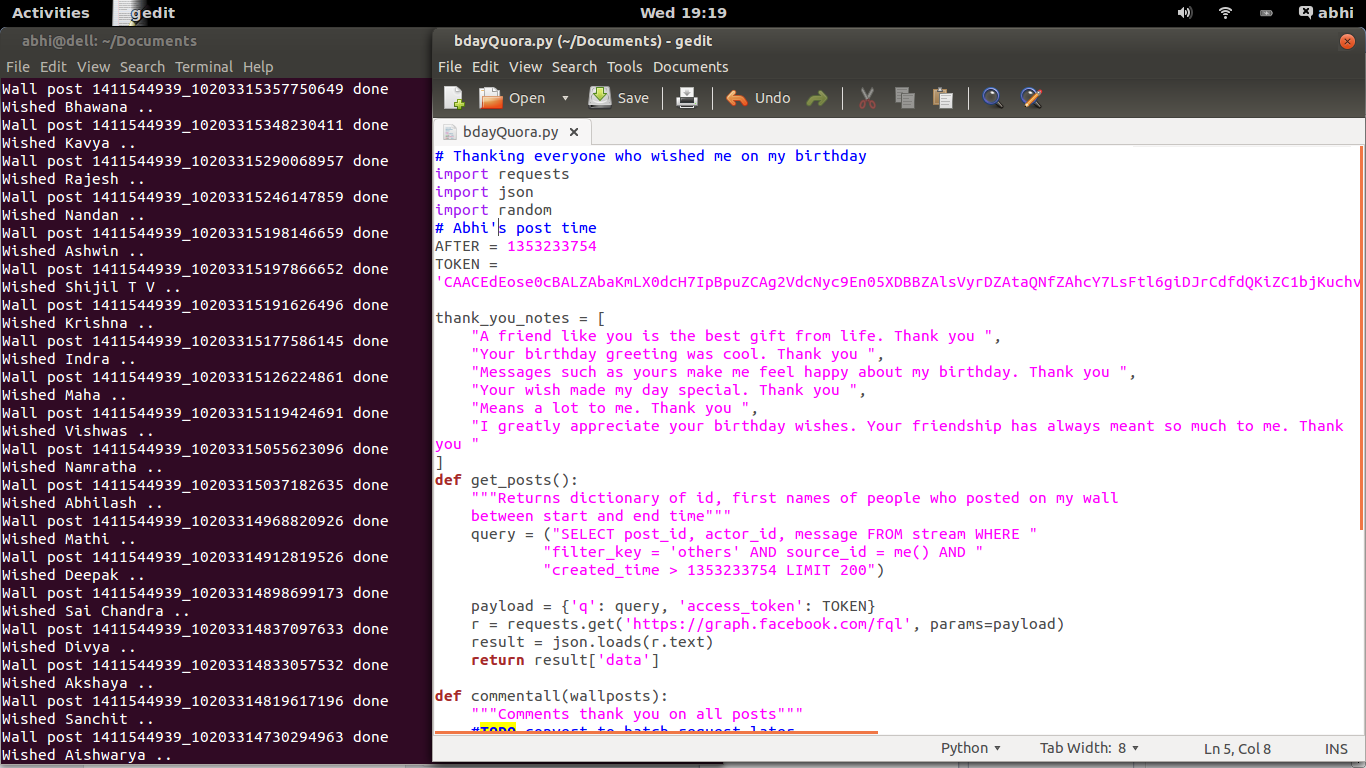 Activities gedit Wed 19:19 abhi
abhi@dell: ~/Documents
File Edit View Search Terminal Help
Wall post 1411544939_10203315357750649 done
Wished Bhawana ..
Wall post 1411544939_10203315348230411 done
Wished Kavya ..
Wall post 1411544939_10203315290068957 done
Wished Rajesh ..
Wall post 1411544939_10203315246147859 done
Wished Nandan ..
Wall post 1411544939_10203315198146659 done
Wished Ashwin ..
Wall post 1411544939_10203315197866652 done
Wished Shijil T V ..
Wall post 1411544939_10203315191626496 done
Wished Krishna ..
Wall post 1411544939_10203315177586145 done
Wished Indra ..
Wall post 1411544939_10203315126224861 done
Wished Maha ..
Wall post 1411544939_10203315119424691 done
Wished Vishwas ..
Wall post 1411544939_10203315055623096 done
Wished Namratha ..
Wall post 1411544939_10203315037182635 done
Wished Abhilash ..
Wall post 1411544939_10203314968820926 done
Wished Mathi ..
Wall post 1411544939_10203314912819526 done
Wished Deepak ..
Wall post 1411544939_10203314898699173 done
Wished Sai Chandra ..
Wall post 1411544939_10203314837097633 done
Wished Divya ..
Wall post 1411544939_10203314833057532 done
Wished Akshaya ..
Wall post 1411544939_10203314819617196 done
Wished Sanchit ..
Wall post 1411544939_10203314730294963 done
Wished Aishwarya ..
bdayQuora.py (~/Documents) - gedit
File Edit View Search Tools Documents
Open Save Undo
bdayQuora.py
# Thanking everyone who wished me on my birthday
import requests
import json
import random
# Abhi's post time
AFTER = 1353233754
TOKEN =
'CAACEdEose0cBALZAbaKmLX0dcH7IpBpuZCAg2VdcNyc9En05XDBBZAlsVyrDZAtaQNfZAhcY7LsFtl6giDJrCdfdQKiZC1bjKuchv
thank_you_notes = [
"A friend like you is the best gift from life. Thank you ",
"Your birthday greeting was cool. Thank you ",
"Messages such as yours make me feel happy about my birthday. Thank you ",
"Your wish made my day special. Thank you ",
"Means a lot to me. Thank you ",
"I greatly appreciate your birthday wishes. Your friendship has always meant so much to me. Thank
you "
]
def get_posts():
"""Returns dictionary of id, first names of people who posted on my wall
between start and end time"""
query = ("SELECT post_id, actor_id, message FROM stream WHERE "
"filter_key = 'others' AND source_id = me() AND "
"created_time > 1353233754 LIMIT 200")
payload = {'q': query, 'access_token': TOKEN}
r = requests.get('https://graph.facebook.com/fql', params=payload)
result = json.loads(r.text)
return result['data']
def commentall(wallposts):
"""Comments thank you on all posts"""
#TODO convert to batch request later
Python Tab Width: 8 Ln 5, Col 8 INS